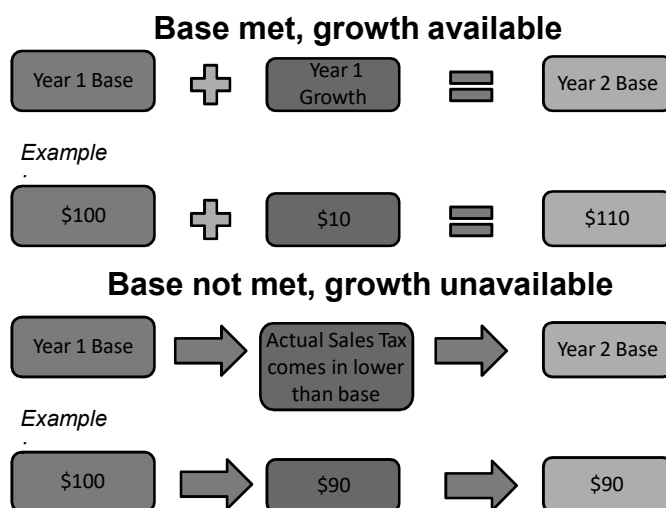 Base met, growth available
Year 1 Base
Year 1
Growth
Year 2 Base
Example
:
$100
$10
$110
Base not met, growth unavailable
Year 1 Base
Actual Sales Tax
comes in lower
than base
Year 2 Base
Example
:
$100
$90
$90